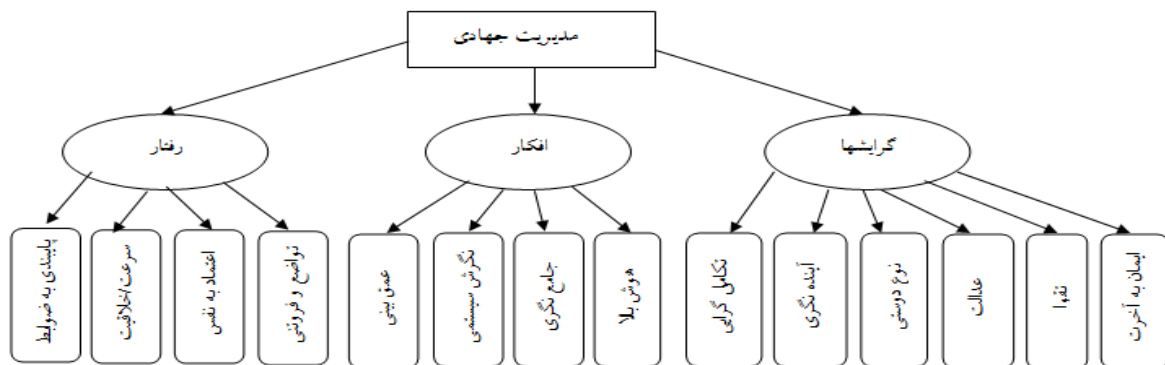 مدیریت جهادی
گرایشها
افکار
رفتار
ایمان به آخرت
تقوا
عدالت
نوع دوستی
آینده نگری
تکامل گرایی
هوش بالا
جامع نگری
نگرش سیستمی
عمق بینی
تواضع و فروتنی
اعتماد به نفس
سرعت/خلاقیت
پایبندی به ضوابط